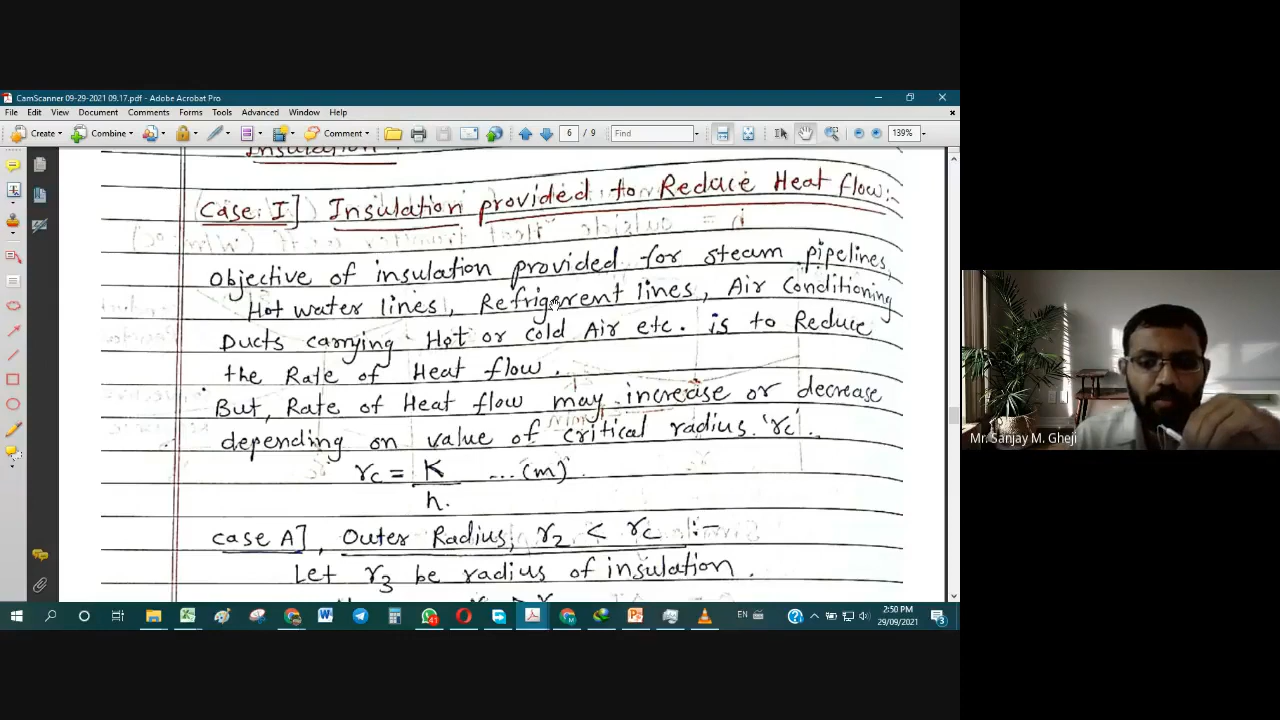 CamScanner 09-29-2021 09.17.pdf - Adobe Acrobat Pro
File Edit View Document Comments Forms Tools Advanced Window Help
Create Combine Comment 6 / 9 Find 139%
Insulation :
Case: I] Insulation provided to Reduce Heat flow:-
Objective of insulation provided for steam pipelines,
Hot water lines, Refrigerent lines, Air Conditioning
Ducts carrying Hot or cold Air etc. is to Reduce
the Rate of Heat flow.
But, Rate of Heat flow may increase or decrease
depending on value of critical radius 'rc'.
rc = K ... (m)
h.
case A], Outer Radius, r2 < rc :-
Let r3 be radius of insulation.
Mr. Sanjay M. Gheji
41
EN
2:50 PM
29/09/2021
3